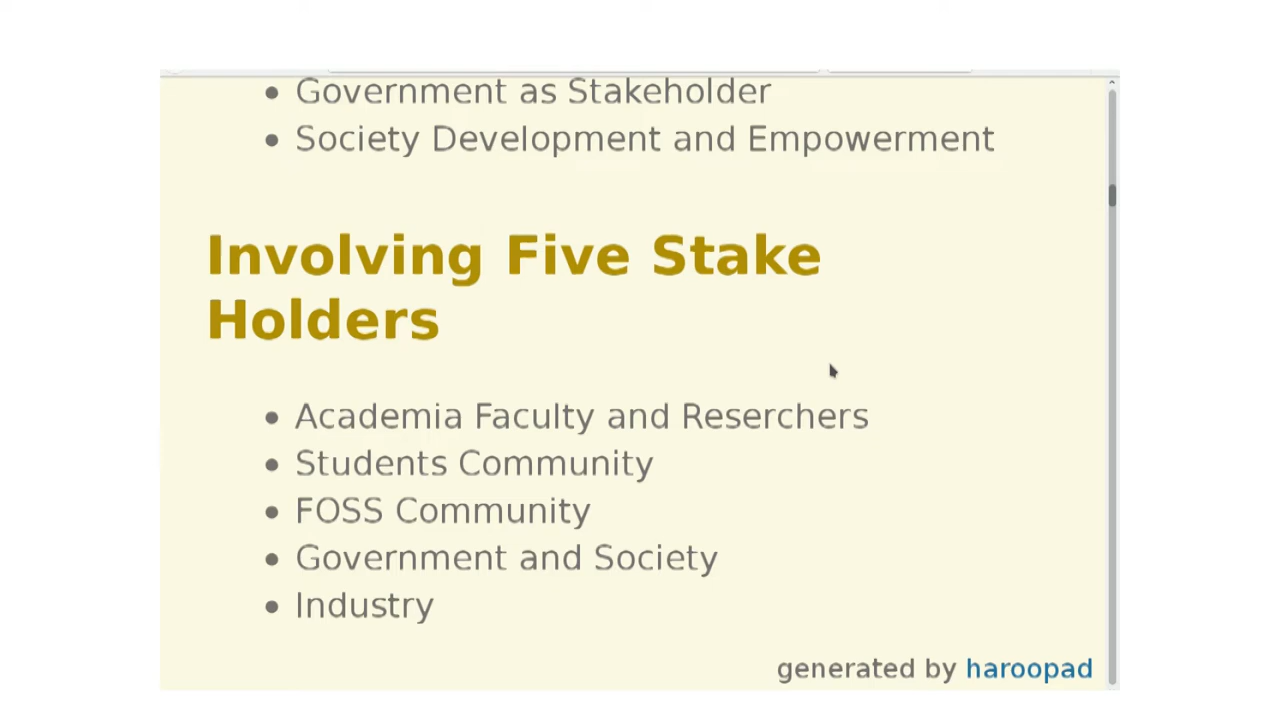 Government as Stakeholder
Society Development and Empowerment
Involving Five Stake
Holders
Academia Faculty and Reserchers
Students Community
FOSS Community
Government and Society
Industry
generated by haroopad